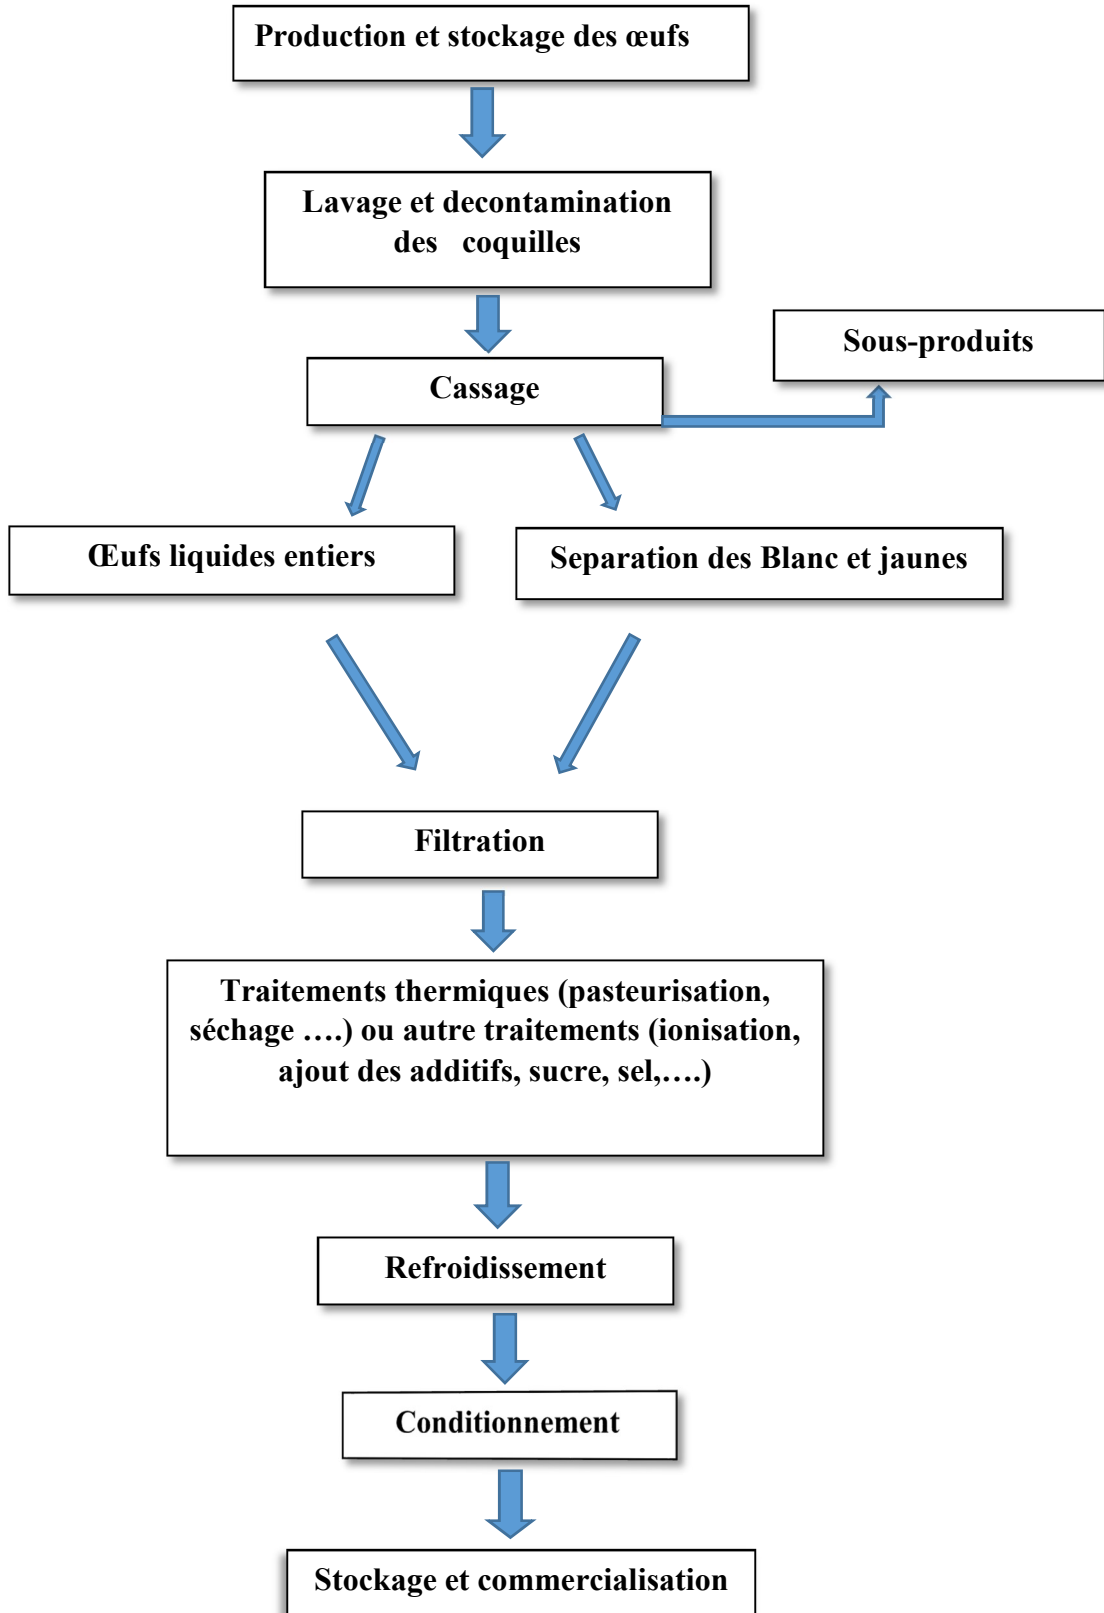 Production et stockage des œufs
Lavage et decontamination
des coquilles
Sous-produits
Cassage
Œufs liquides entiers
Separation des Blanc et jaunes
Filtration
Traitements thermiques (pasteurisation,
séchage ….) ou autre traitements (ionisation,
ajout des additifs, sucre, sel,….)
Refroidissement
Conditionnement
Stockage et commercialisation